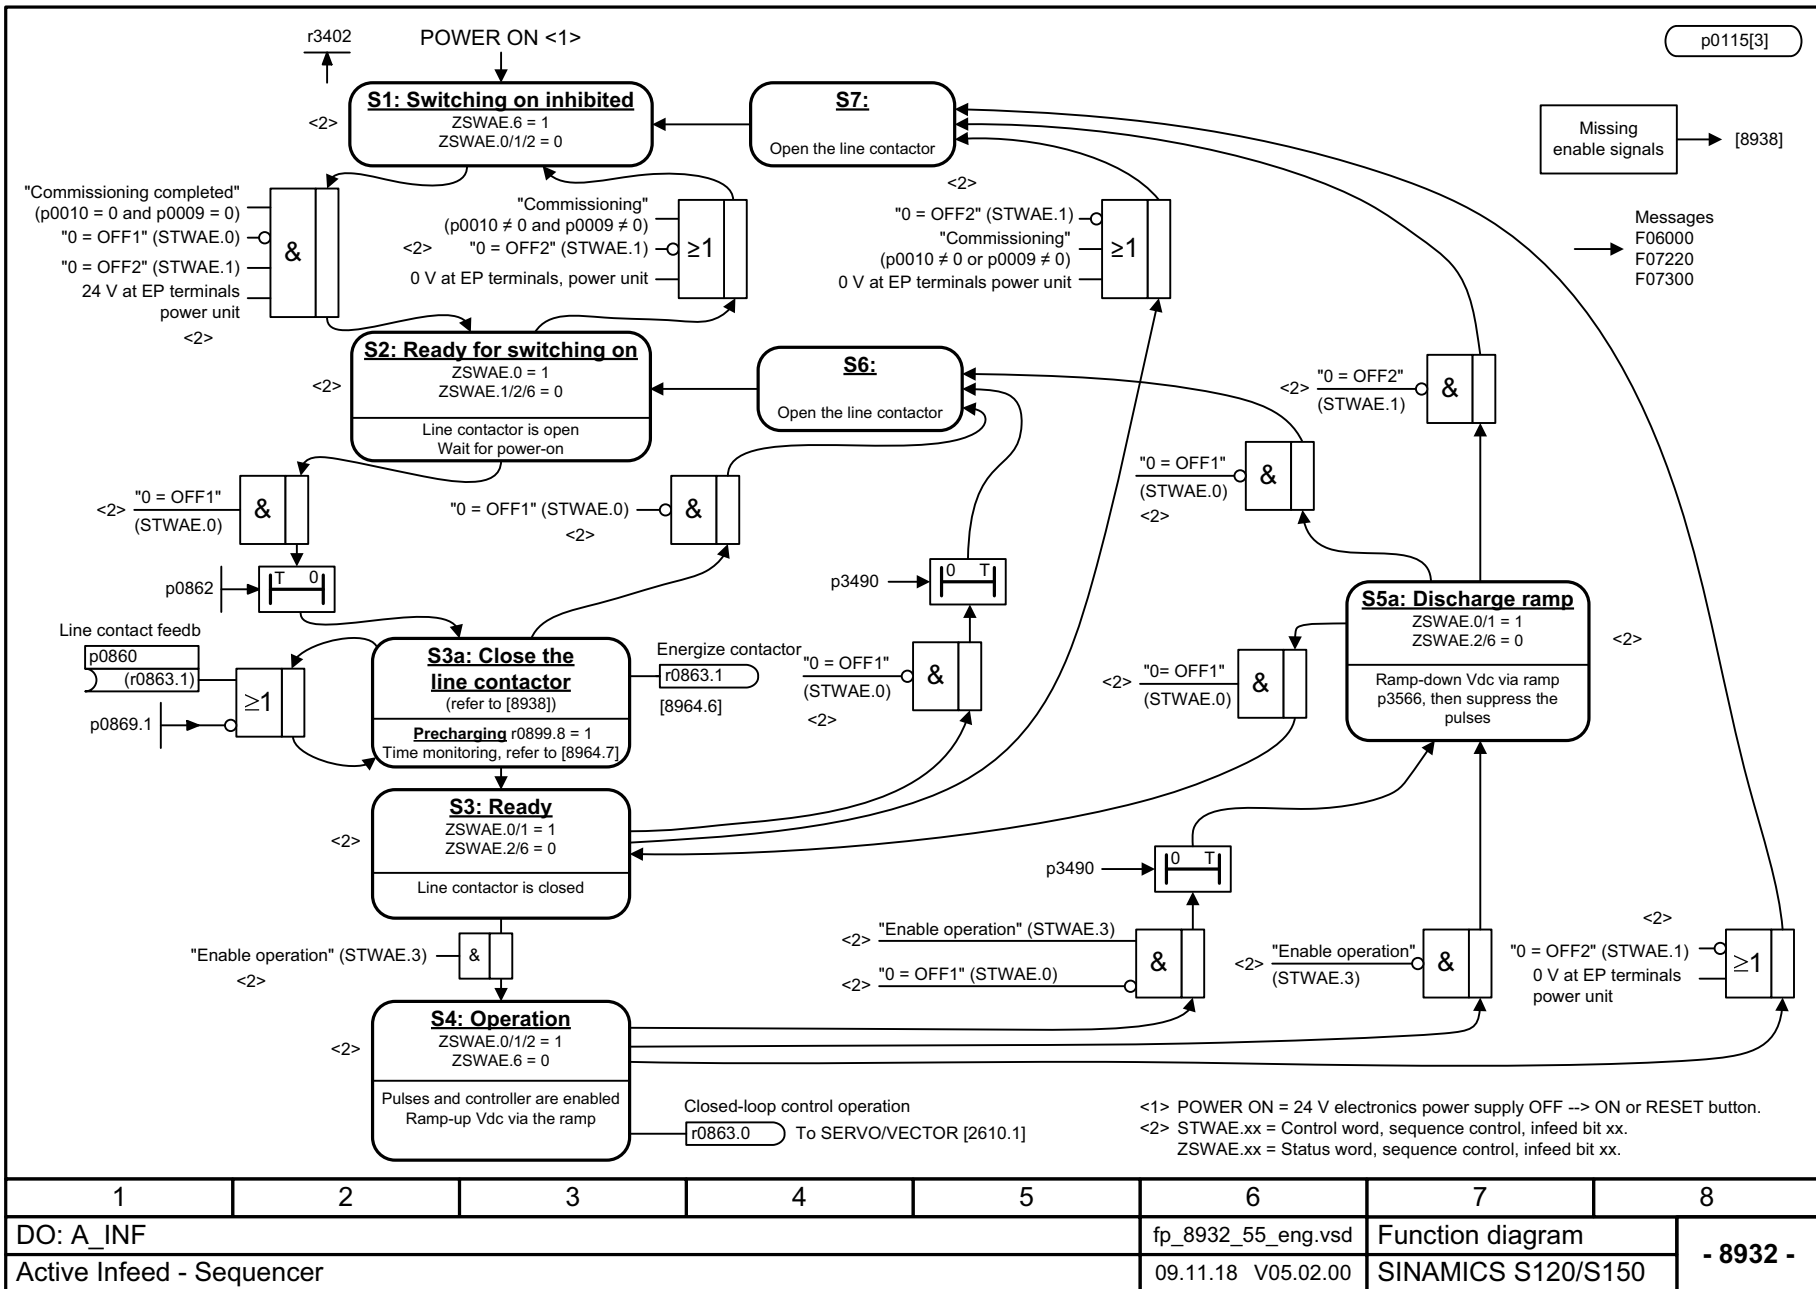 r3402
POWER ON <1>
p0115[3]
S1: Switching on inhibited
ZSWAE.6 = 1
ZSWAE.0/1/2 = 0
<2>
S7:
Open the line contactor
Missing
enable signals
[8938]
Messages
F06000
F07220
F07300
"Commissioning completed"
(p0010 = 0 and p0009 = 0)
"0 = OFF1" (STWAE.0)
"0 = OFF2" (STWAE.1)
24 V at EP terminals
power unit
<2>
&
"Commissioning"
(p0010 ≠ 0 and p0009 ≠ 0)
<2> "0 = OFF2" (STWAE.1)
0 V at EP terminals, power unit
≥1
<2>
"0 = OFF2" (STWAE.1)
"Commissioning"
(p0010 ≠ 0 or p0009 ≠ 0)
0 V at EP terminals power unit
≥1
S2: Ready for switching on
ZSWAE.0 = 1
ZSWAE.1/2/6 = 0
Line contactor is open
Wait for power-on
<2>
S6:
Open the line contactor
<2> "0 = OFF2"
(STWAE.1)
&
"0 = OFF1"
(STWAE.0)
<2>
&
<2> "0 = OFF1"
(STWAE.0)
&
"0 = OFF1" (STWAE.0)
<2>
&
p0862
T 0
p3490
0 T
S5a: Discharge ramp
ZSWAE.0/1 = 1
ZSWAE.2/6 = 0
Ramp-down Vdc via ramp
p3566, then suppress the
pulses
<2>
Line contact feedb
p0860
(r0863.1)
p0869.1
≥1
S3a: Close the
line contactor
(refer to [8938])
Precharging r0899.8 = 1
Time monitoring, refer to [8964.7]
Energize contactor
r0863.1
[8964.6]
"0 = OFF1"
(STWAE.0)
<2>
&
<2> "0= OFF1"
(STWAE.0)
&
S3: Ready
ZSWAE.0/1 = 1
ZSWAE.2/6 = 0
Line contactor is closed
<2>
p3490
0 T
"Enable operation" (STWAE.3)
<2>
&
<2> "Enable operation" (STWAE.3)
<2> "0 = OFF1" (STWAE.0)
&
<2> "Enable operation"
(STWAE.3)
&
<2>
"0 = OFF2" (STWAE.1)
0 V at EP terminals
power unit
≥1
S4: Operation
ZSWAE.0/1/2 = 1
ZSWAE.6 = 0
Pulses and controller are enabled
Ramp-up Vdc via the ramp
<2>
Closed-loop control operation
r0863.0
To SERVO/VECTOR [2610.1]
<1> POWER ON = 24 V electronics power supply OFF --> ON or RESET button.
<2> STWAE.xx = Control word, sequence control, infeed bit xx.
ZSWAE.xx = Status word, sequence control, infeed bit xx.
1 2 3 4 5 6 7 8
DO: A_INF
fp_8932_55_eng.vsd
Function diagram
- 8932 -
Active Infeed - Sequencer
09.11.18 V05.02.00
SINAMICS S120/S150